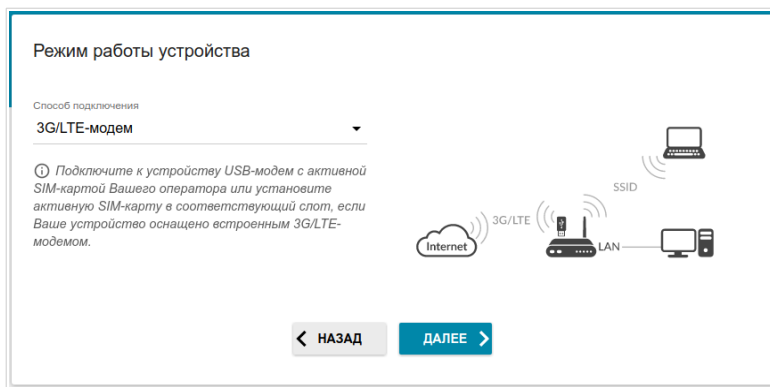 Режим работы устройства
Способ подключения
3G/LTE-модем
Подключите к устройству USB-модем с активной
SIM-картой Вашего оператора или установите
активную SIM-карту в соответствующий слот, если
Ваше устройство оснащено встроенным 3G/LTE-
модемом.
SSID
3G/LTE
Internet
LAN
НАЗАД
ДАЛЕЕ